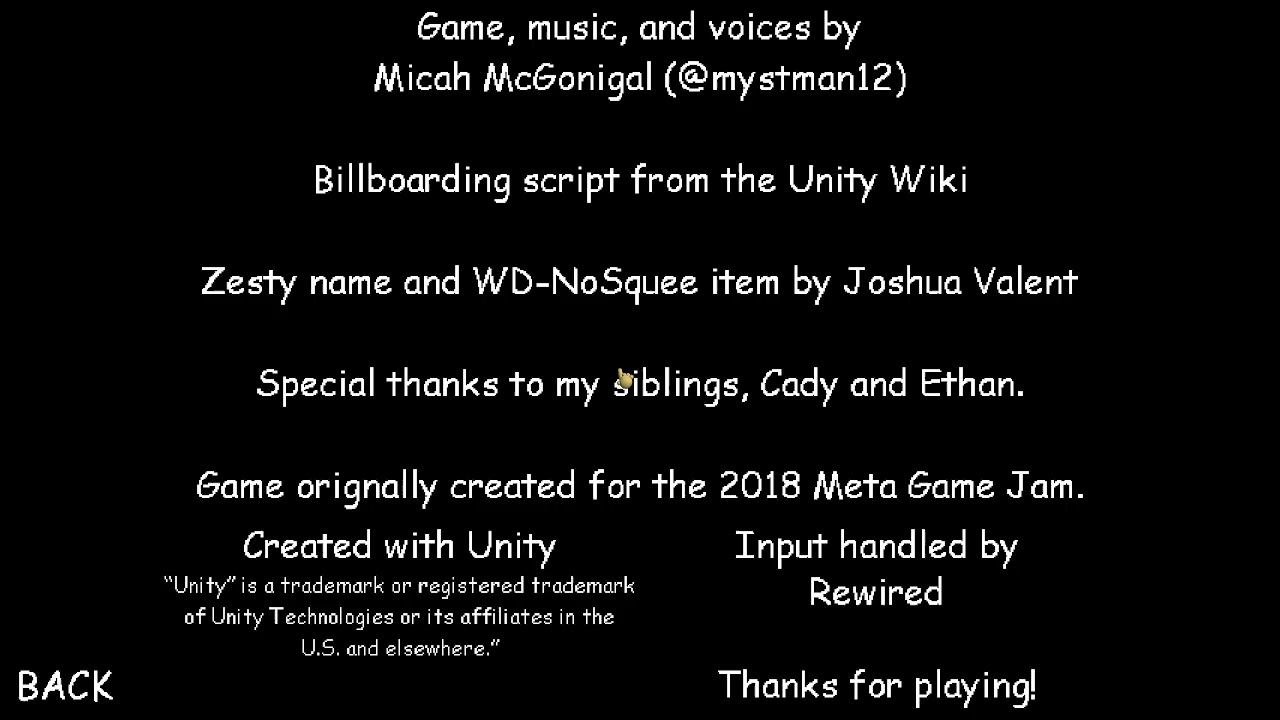 Game, music, and voices by
Micah McGonigal (@mystman12)
Billboarding script from the Unity Wiki
Zesty name and WD-NoSquee item by Joshua Valent
Special thanks to my siblings, Cady and Ethan.
Game orignally created for the 2018 Meta Game Jam.
Created with Unity
“Unity” is a trademark or registered trademark
of Unity Technologies or its affiliates in the
U.S. and elsewhere.”
Input handled by
Rewired
BACK
Thanks for playing!